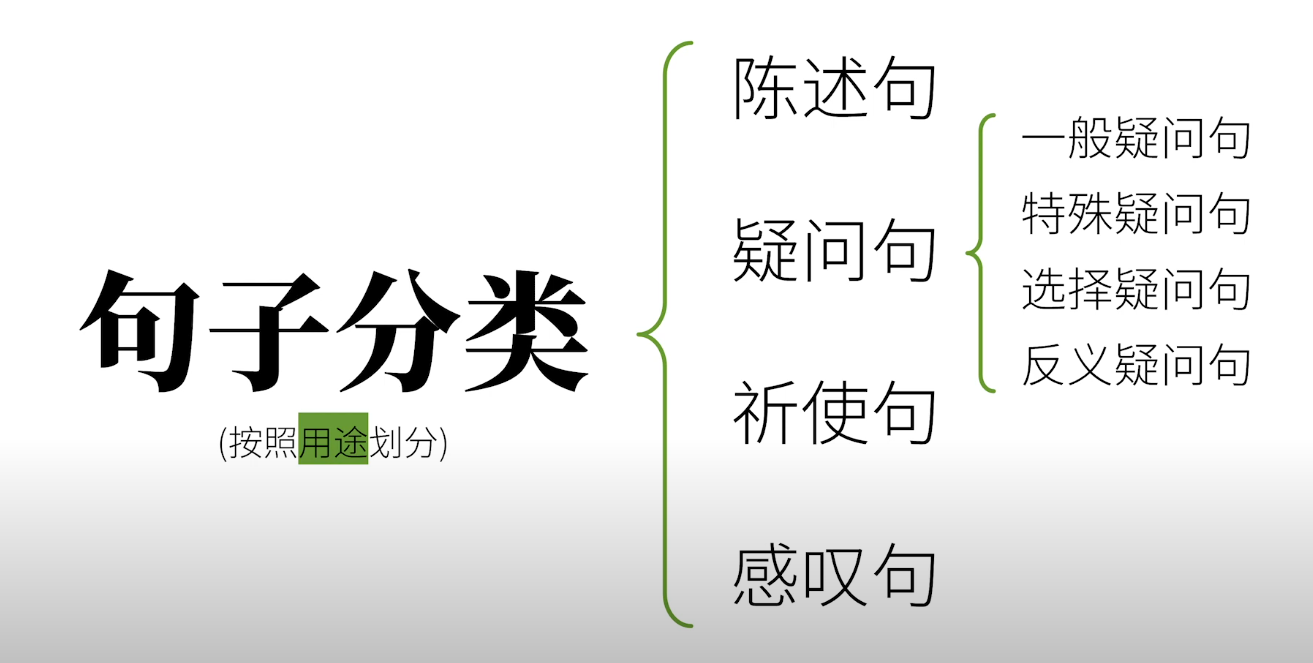 句子分类
(按照用途划分)
陈述句
疑问句
一般疑问句
特殊疑问句
选择疑问句
反义疑问句
祈使句
感叹句